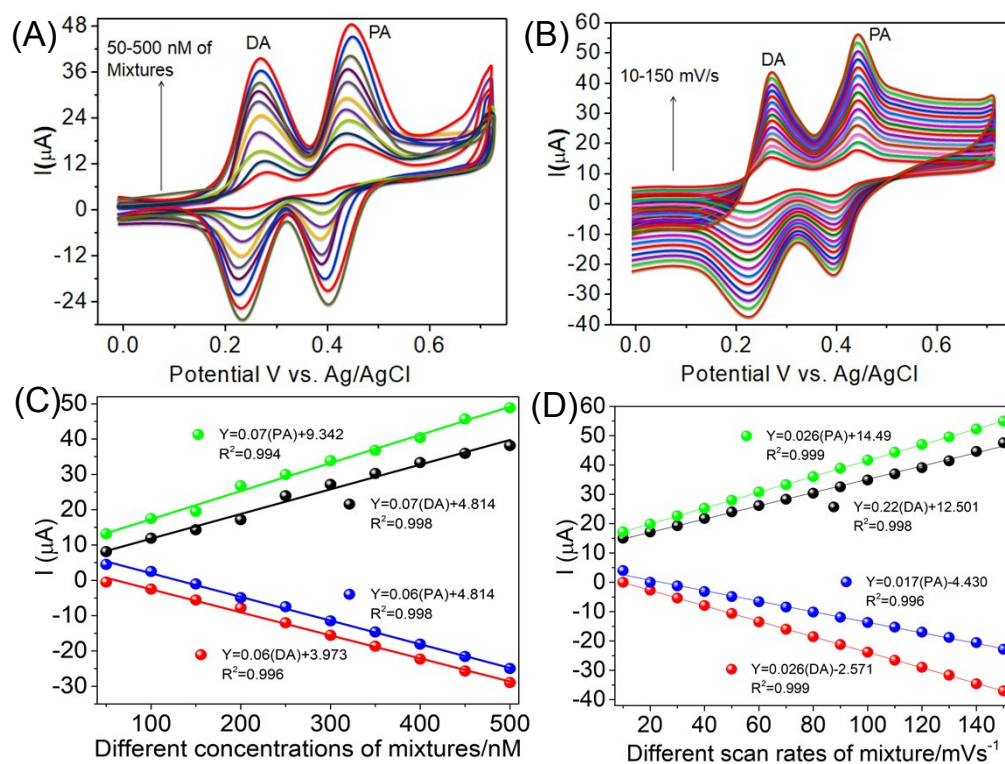 (A)
50-500 nM of
Mixtures
DA
PA
I(μA)
48
36
24
12
0
-12
-24
0.0
0.2
0.4
0.6
Potential V vs. Ag/AgCl
(B)
10-150 mV/s
DA
PA
I(μA)
60
50
40
30
20
10
0
-10
-20
-30
-40
0.0
0.2
0.4
0.6
Potential V vs. Ag/AgCl
(C)
I (μA)
50
40
30
20
10
0
-10
-20
-30
Y=0.07(PA)+9.342
R²=0.994
Y=0.07(DA)+4.814
R²=0.998
Y=0.06(PA)+4.814
R²=0.998
Y=0.06(DA)+3.973
R²=0.996
100
200
300
400
500
Different concentrations of mixtures/nM
(D)
I (μA)
60
50
40
30
20
10
0
-10
-20
-30
-40
Y=0.026(PA)+14.49
R²=0.999
Y=0.22(DA)+12.501
R²=0.998
Y=0.017(PA)-4.430
R²=0.996
Y=0.026(DA)-2.571
R²=0.999
20
40
60
80
100
120
140
Different scan rates of mixture/mVs⁻¹